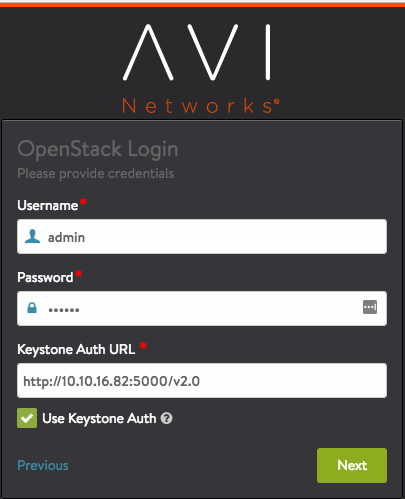 AVI
Networks®
OpenStack Login
Please provide credentials
Username*
admin
Password*
••••••
Keystone Auth URL *
http://10.10.16.82:5000/v2.0
Use Keystone Auth ?
Previous
Next